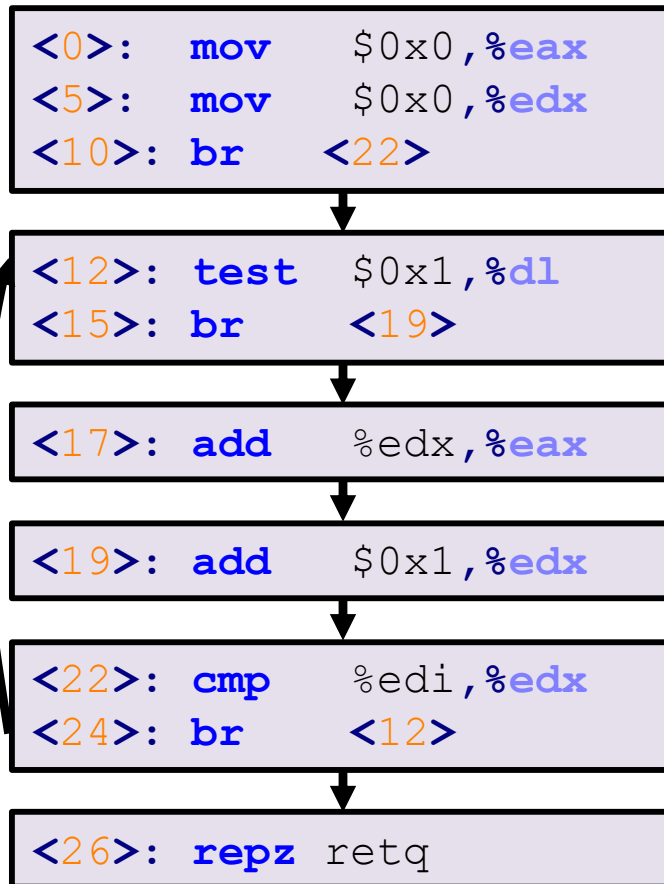 <0>: mov $0x0,%eax
<5>: mov $0x0,%edx
<10>: br <22>
<12>: test $0x1,%dl
<15>: br <19>
<17>: add %edx,%eax
<19>: add $0x1,%edx
<22>: cmp %edi,%edx
<24>: br <12>
<26>: repz retq